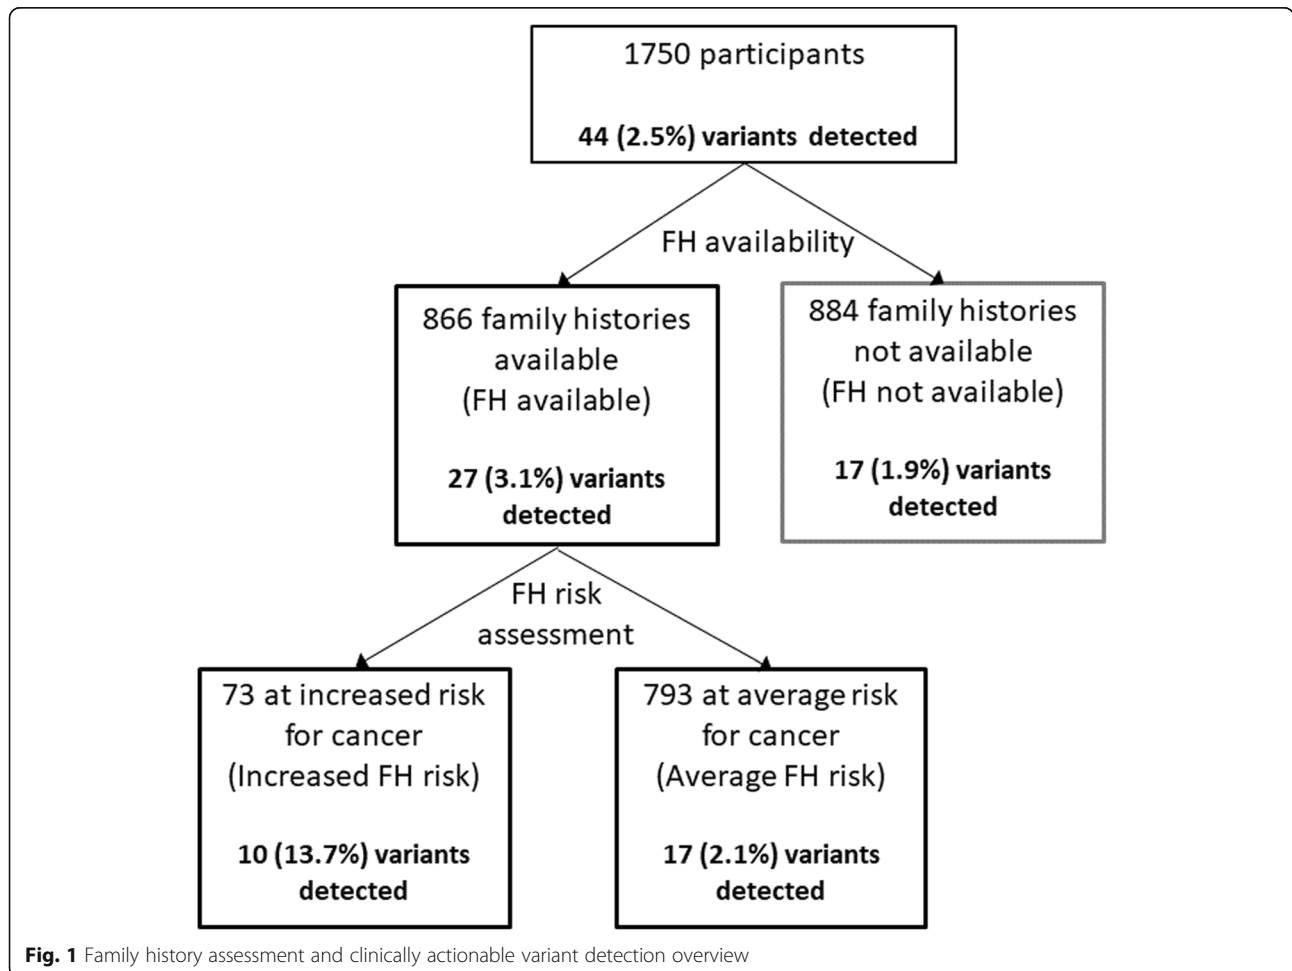 1750 participants
44 (2.5%) variants detected
FH availability
866 family histories
available
(FH available)
27 (3.1%) variants
detected
884 family histories
not available
(FH not available)
17 (1.9%) variants
detected
FH risk
assessment
73 at increased risk
for cancer
(Increased FH risk)
10 (13.7%) variants
detected
793 at average risk
for cancer
(Average FH risk)
17 (2.1%) variants
detected
Fig. 1 Family history assessment and clinically actionable variant detection overview